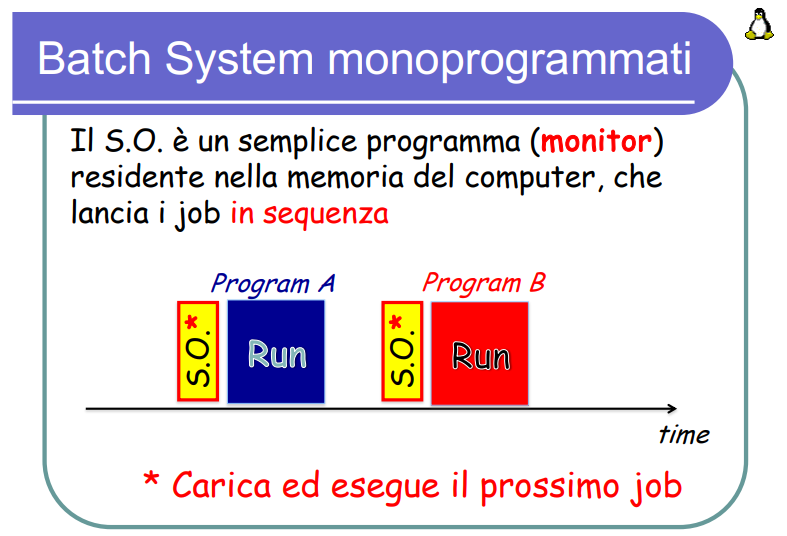 Batch System monoprogrammati
Il S.O. è un semplice programma (monitor)
residente nella memoria del computer, che
lancia i job in sequenza
Program A
Program B
S.O.*
Run
S.O.*
Run
time
* Carica ed esegue il prossimo job